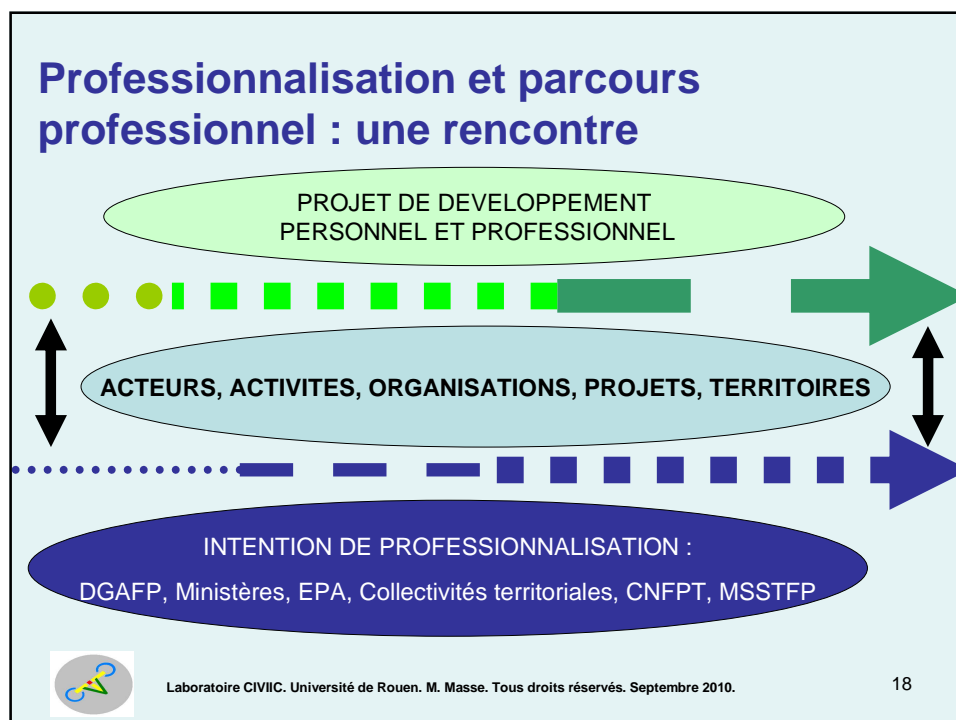 Professionnalisation et parcours
professionnel : une rencontre
PROJET DE DEVELOPPEMENT
PERSONNEL ET PROFESSIONNEL
ACTEURS, ACTIVITES, ORGANISATIONS, PROJETS, TERRITOIRES
INTENTION DE PROFESSIONNALISATION :
DGAFP, Ministères, EPA, Collectivités territoriales, CNFPT, MSSTFP
Laboratoire CIVIIC. Université de Rouen. M. Masse. Tous droits réservés. Septembre 2010.
18